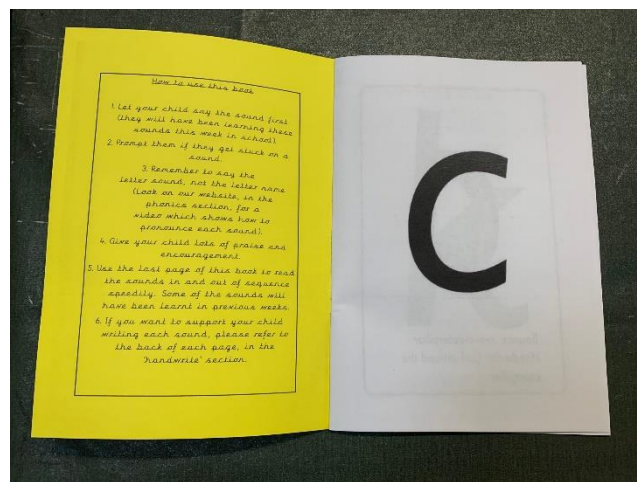 How to use this book
1. Let your child say the sound first
(they will have been learning these
sounds this week in school).
2. Prompt them if they get stuck on a
sound.
3. Remember to say the
letter sound, not the letter name
(Look on our website, in the
phonics section, for a
video which shows how to
pronounce each sound).
4. Give your child lots of praise and
encouragement.
5. Use the last page of this book to read
the sounds in and out of sequence
speedily. Some of the sounds will
have been learnt in previous weeks.
6. If you want to support your child
writing each sound, please refer to
the back of each page, in the
'handwrite' section.
C